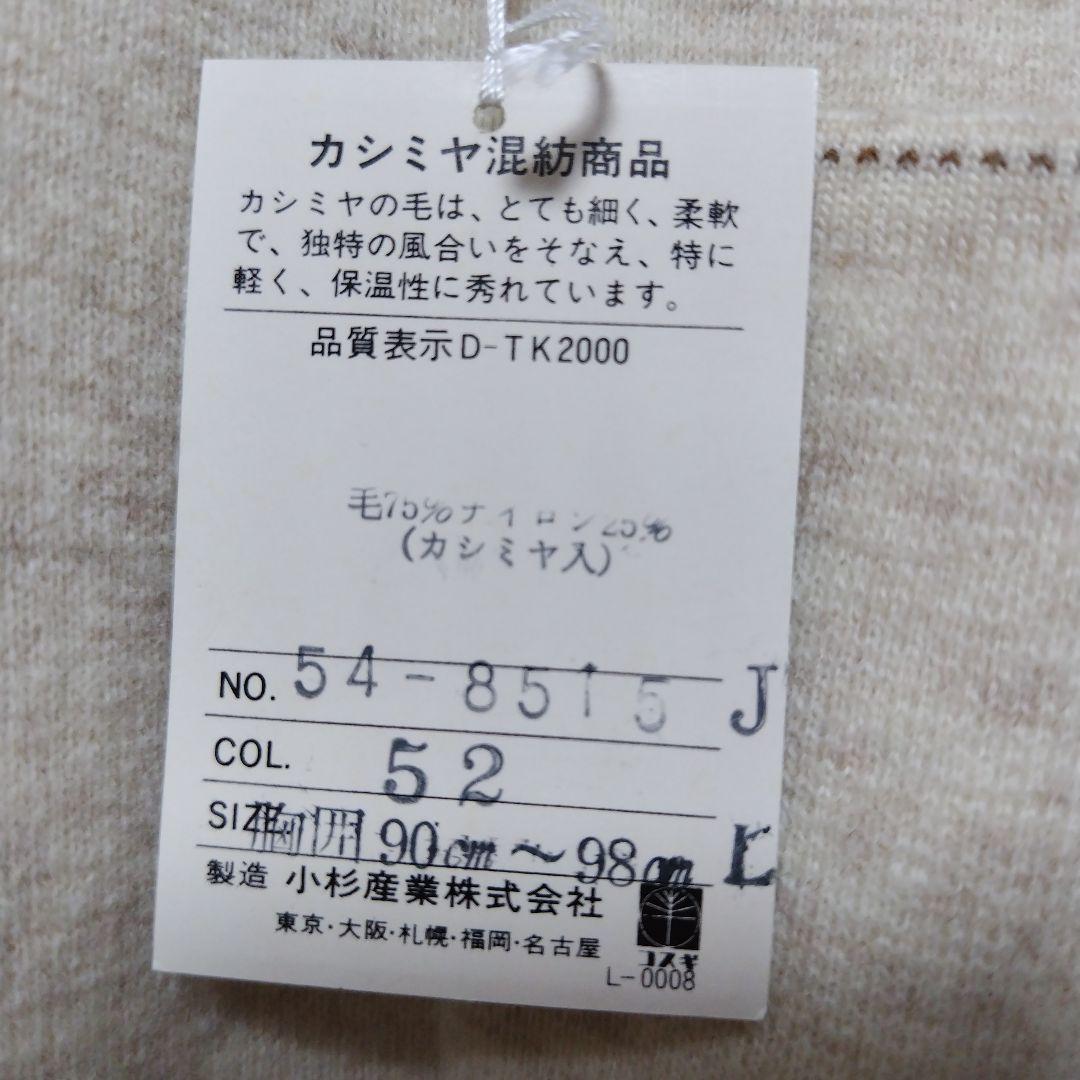 カシミヤ混紡商品
カシミヤの毛は、とても細く、柔軟
で、独特の風合いをそなえ、特に
軽く、保温性に秀れています。
品質表示D-TK2000
毛75%ナイロン25%
(カシミヤ入)
NO. 54-8515 J
COL. 52
SIZE 胸囲 90cm～98cm L
製造 小杉産業株式会社
東京・大阪・札幌・福岡・名古屋
コスギ
L-0008